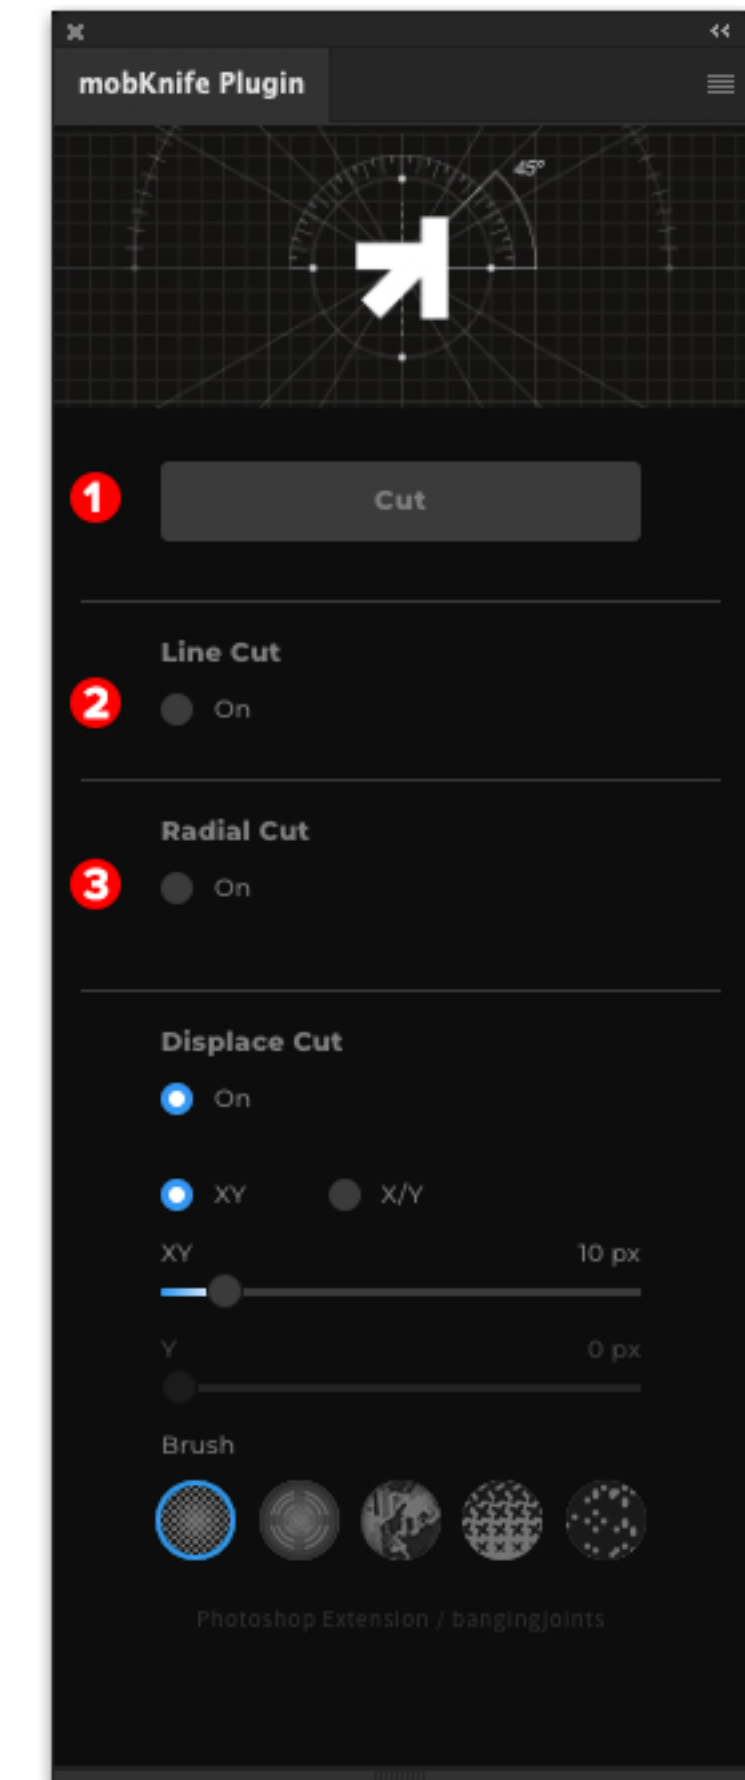 mobKnife Plugin
45°
1
Cut
Line Cut
2
On
Radial Cut
3
On
Displace Cut
On
XY X/Y
XY 10 px
Y 0 px
Brush
Photoshop Extension / bangingjoints